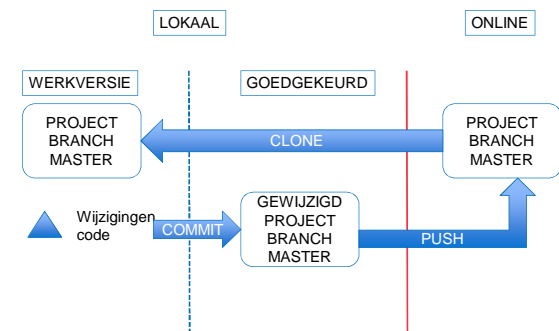 LOKAAL
ONLINE
WERKVERSIE
GOEDGEKEURD
PROJECT
BRANCH
MASTER
CLONE
PROJECT
BRANCH
MASTER
Wijzigingen
code
COMMIT
GEWIJZIGD
PROJECT
BRANCH
MASTER
PUSH